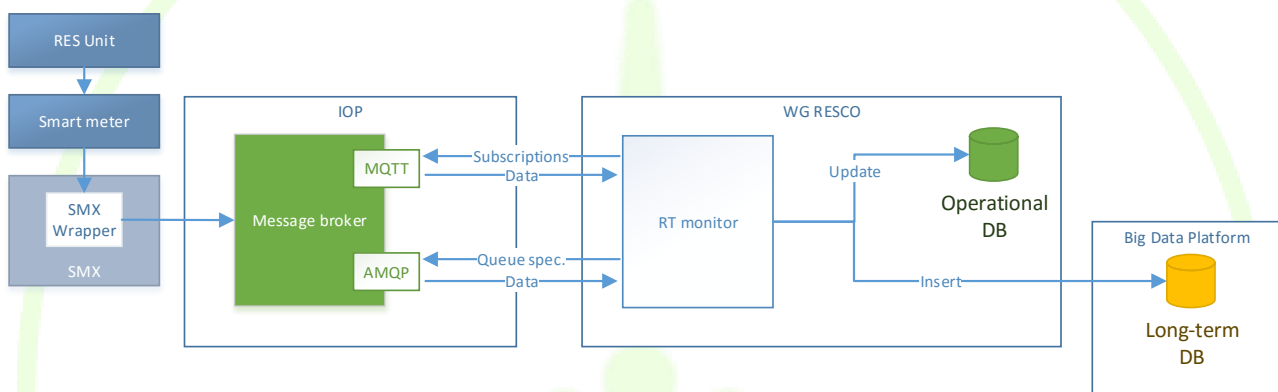 RES Unit
Smart meter
SMX
Wrapper
SMX
IOP
Message broker
MQTT
AMQP
Subscriptions
Data
Queue spec.
Data
WG RESCO
RT monitor
Update
Operational
DB
Insert
Big Data Platform
Long-term
DB